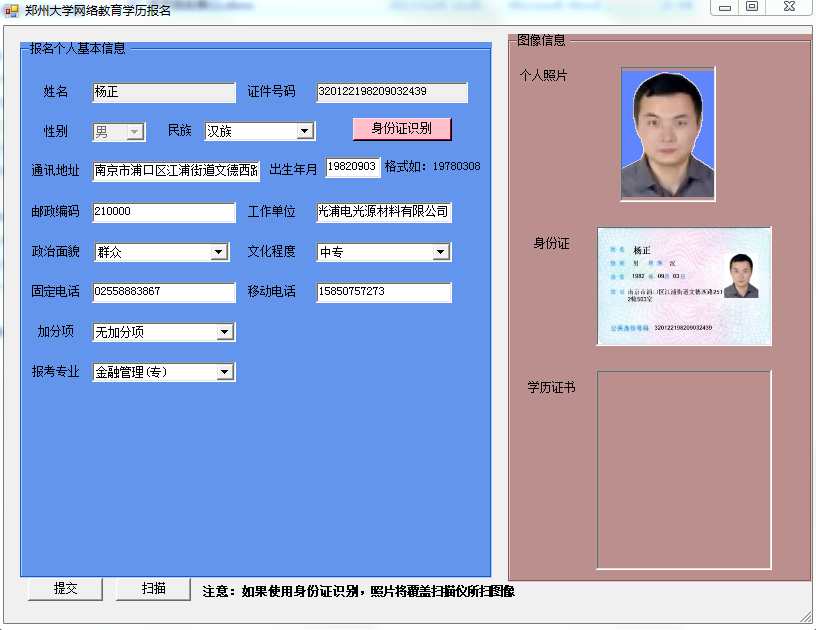 郑州大学网络教育学历报名
报名个人基本信息
姓名 杨正 证件号码 320122198209032439
性别 男 民族 汉族 身份证识别
通讯地址 南京市浦口区江浦街道文德西路 出生年月 19820903 格式如: 19780308
邮政编码 210000 工作单位 光浦电光源材料有限公司
政治面貌 群众 文化程度 中专
固定电话 02558883867 移动电话 15850757273
加分项 无加分项
报考专业 金融管理(专)
提交 扫描 注意：如果使用身份证识别，照片将覆盖扫描仪所扫图像
图像信息
个人照片
身份证
姓名 杨正
性别 男 民族 汉
出生 1982 年 09 月 03 日
住址 南京市浦口区江浦街道文德西路251
2幢503室
公民身份号码 320122198209032439
学历证书